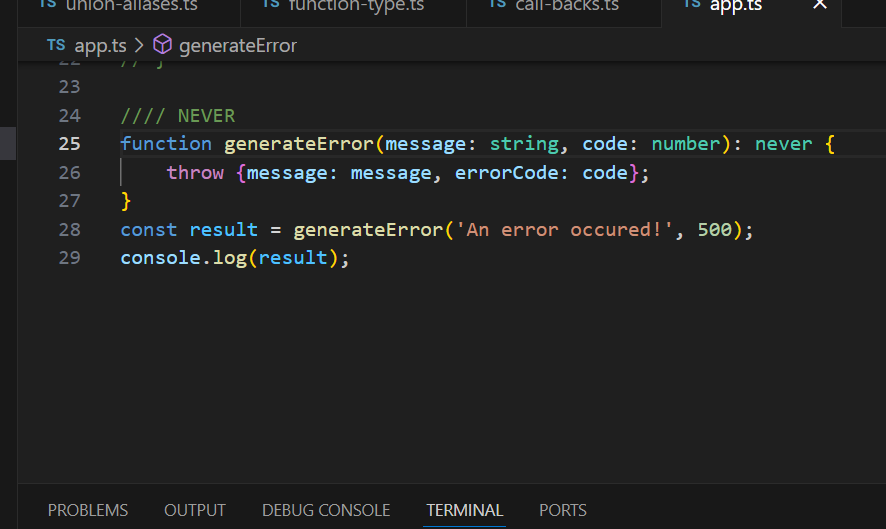 TS union-aliases.ts TS function-type.ts TS call-backs.ts TS app.ts
TS app.ts > generateError
22 // }
23
24 //// NEVER
25 function generateError(message: string, code: number): never {
26 throw {message: message, errorCode: code};
27 }
28 const result = generateError('An error occured!', 500);
29 console.log(result);
PROBLEMS OUTPUT DEBUG CONSOLE TERMINAL PORTS